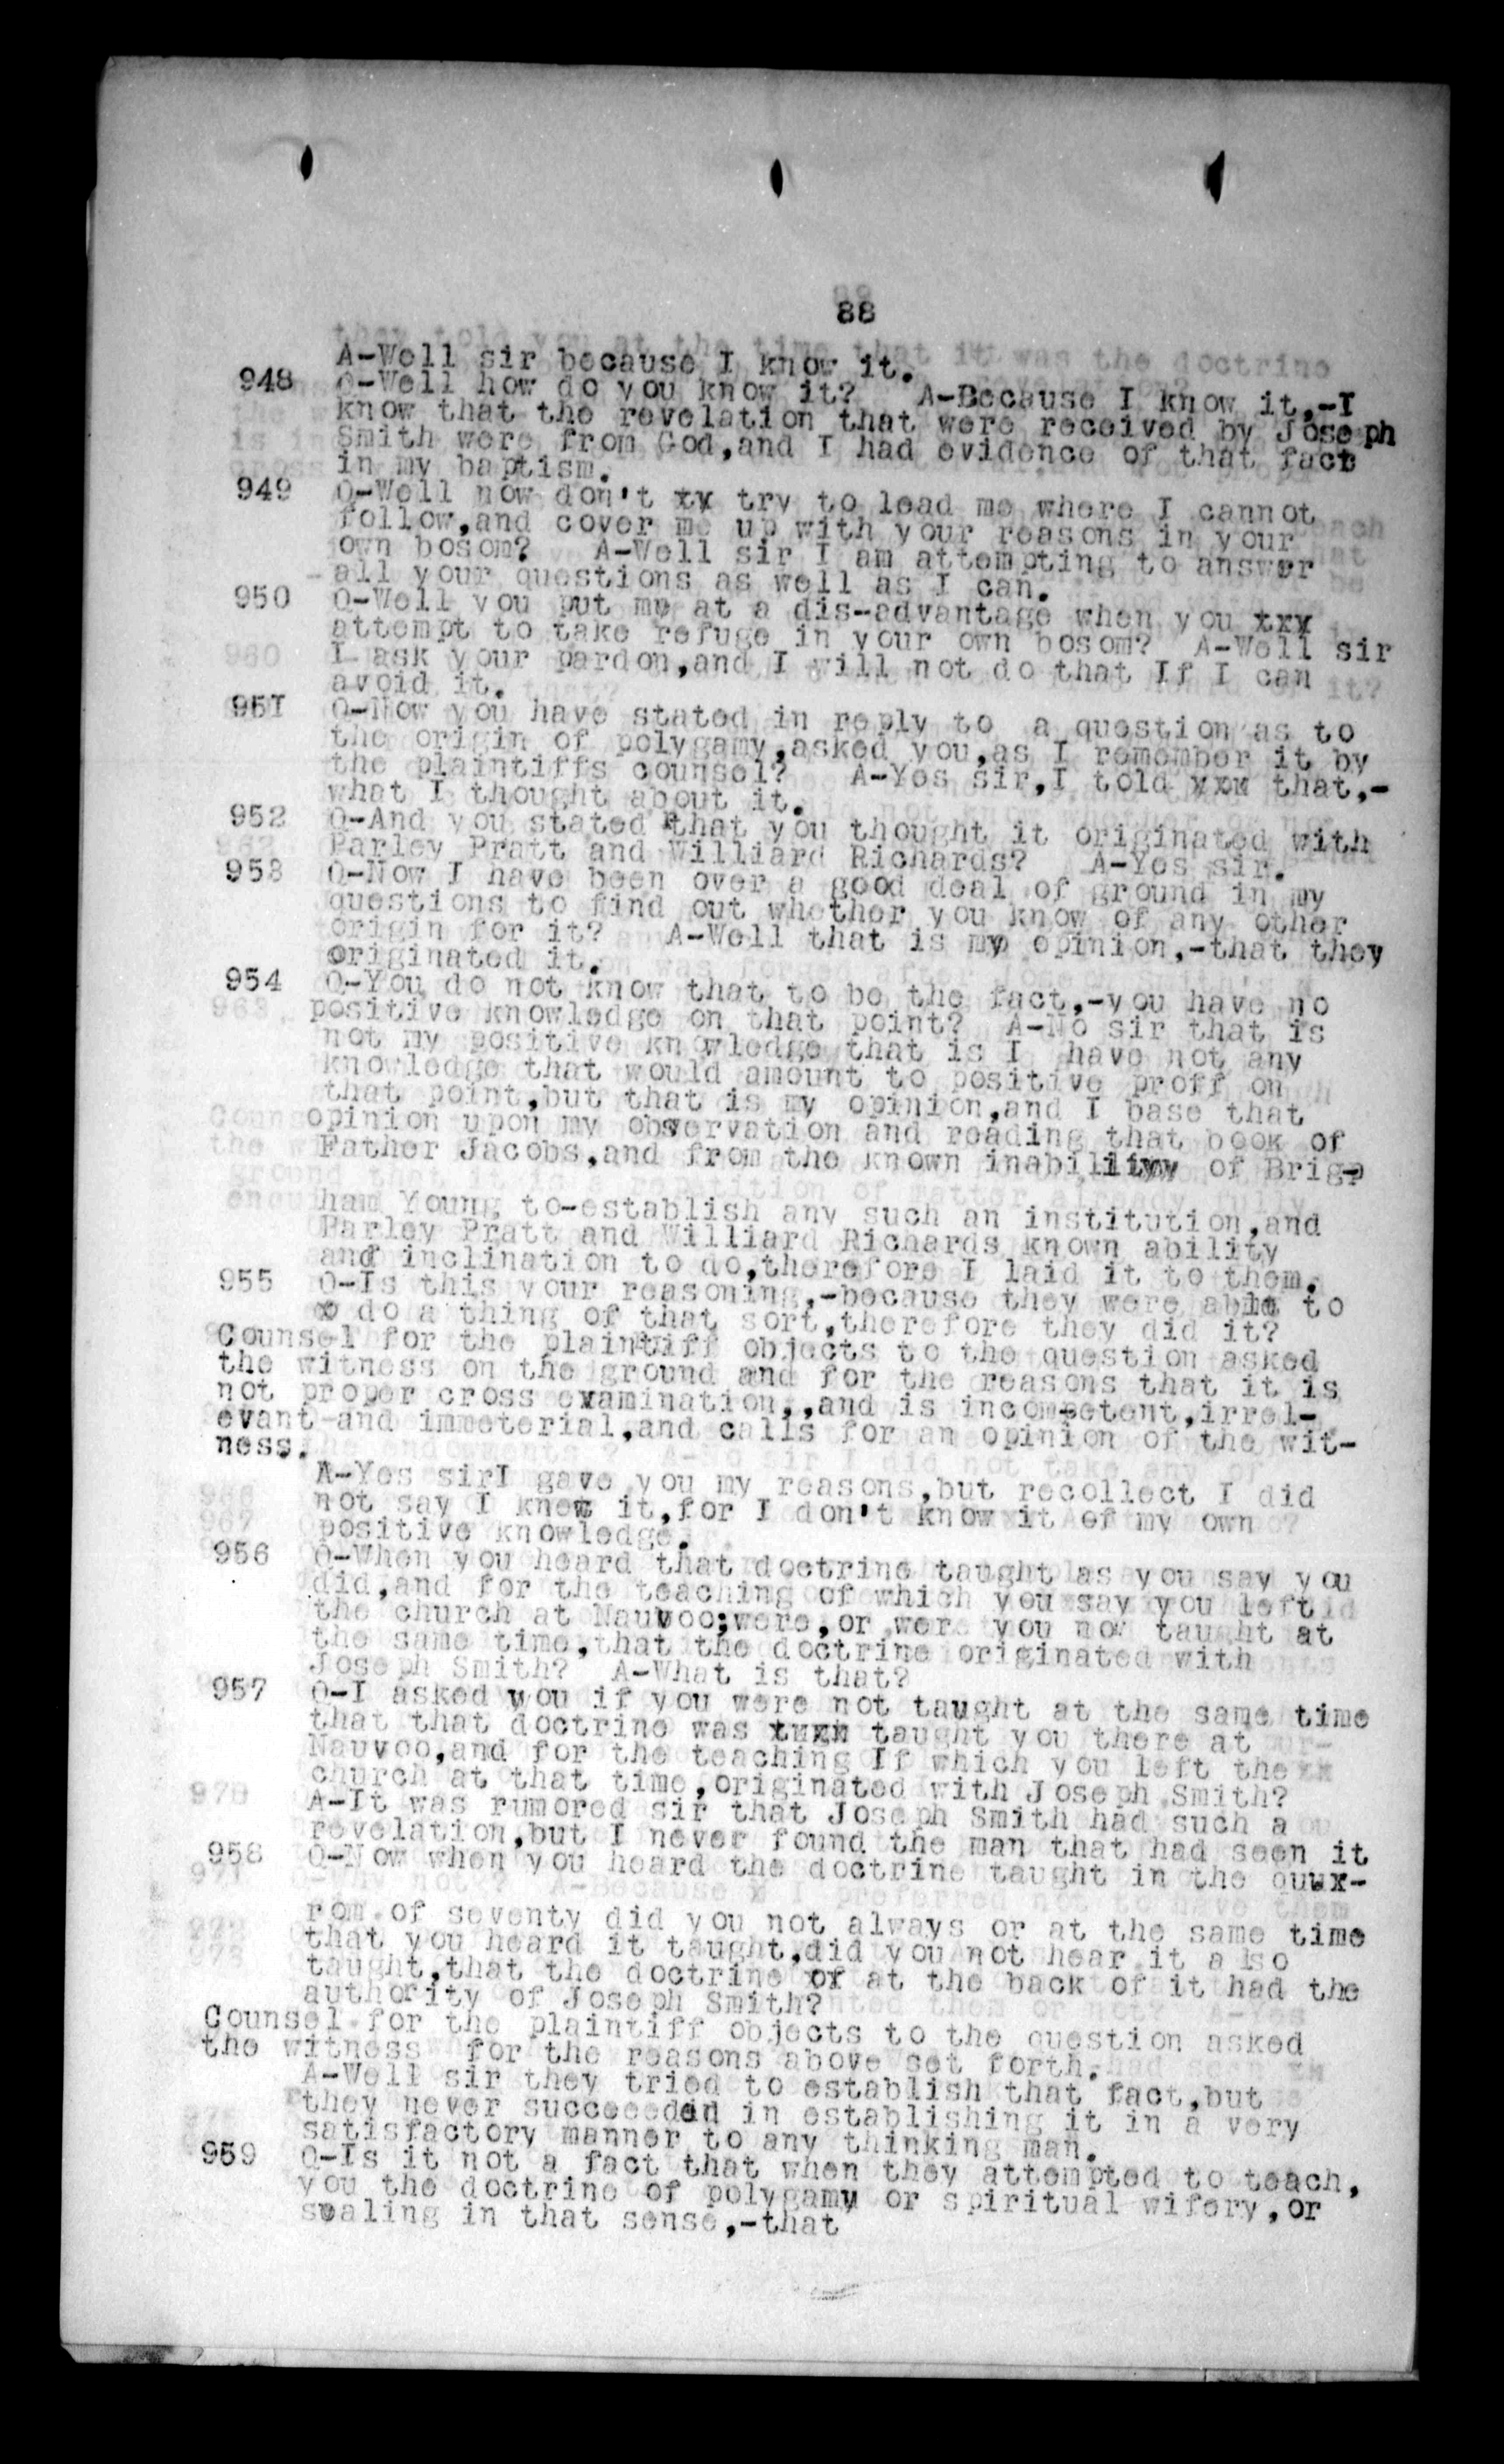 88
A-Well sir because I know it.
948 Q-Well how do you know it? A-Because I know it,-I
know that the revelation that were received by Joseph
Smith were from God,and I had evidence of that fact
in my baptism.
949 Q-Well now don't tx try to lead me where I cannot
follow,and cover me up with your reasons in your
own bosom? A-Well sir I am attempting to answer
all your questions as well as I can.
950 Q-Well you put me at a dis-advantage when you txy
attempt to take refuge in your own bosom? A-Well sir
I ask your pardon,and I will not do that If I can
avoid it.
951 Q-Now you have stated in reply to a question as to
the origin of polygamy,asked you,as I remember it by
the plaintiffs counsel? A-Yes sir,I told yxu that,-
what I thought about it.
952 Q-And you stated that you thought it originated with
Parley Pratt and Williard Richards? A-Yes sir.
953 Q-Now I have been over a good deal of ground in my
questions to find out whether you know of any other
origin for it? A-Well that is my opinion,-that they
originated it.
954 Q-You do not know that to be the fact,-you have no
positive knowledge on that point? A-No sir that is
not my positive knowledge that is I have not any
knowledge that would amount to positive proff on
that point,but that is my opinion,and I base that
opinion upon my observation and reading that book of
Father Jacobs,and from the known inability of Brig-
ham Young to-establish any such an institution,and
Parley Pratt and Williard Richards known ability
and inclination to do,therefore I laid it to them.
955 Q-Is this your reasoning,-because they were able to
do a thing of that sort,therefore they did it?
Counsel for the plaintiff objects to the question asked
the witness on the ground and for the reasons that it is
not proper cross examination,,and is incompetent,irrel-
evant and immeterial,and calls for an opinion of the wit-
ness.
A-Yes sirI gave you my reasons,but recollect I did
not say I knew it,for I don't know it of my own
positive knowledge.
956 Q-When you heard that doctrine taught as you say you
did,and for the teaching of which you say you left
the church at Nauvoo;were,or were you not taught at
the same time,that the doctrine originated with
Joseph Smith? A-What is that?
957 Q-I asked you if you were not taught at the same time
that that doctrine was tuxh taught you there at
Nauvoo,and for the teaching If which you left the
church at that time,originated with Joseph Smith?
A-It was rumored sir that Joseph Smith had such a
revelation,but I never found the man that had seen it
958 Q-Now when you heard the doctrine taught in the quux-
rom of seventy did you not always or at the same time
that you heard it taught,did you not hear it also
taught,that the doctrine or at the back of it had the
authority of Joseph Smith?
Counsel for the plaintiff objects to the question asked
the witness for the reasons above set forth.
A-Well sir they tried to establish that fact,but
they never succeeeded in establishing it in a very
satisfactory manner to any thinking man.
959 Q-Is it not a fact that when they attempted to teach,
you the doctrine of polygamy or spiritual wifery,or
sealing in that sense,-that